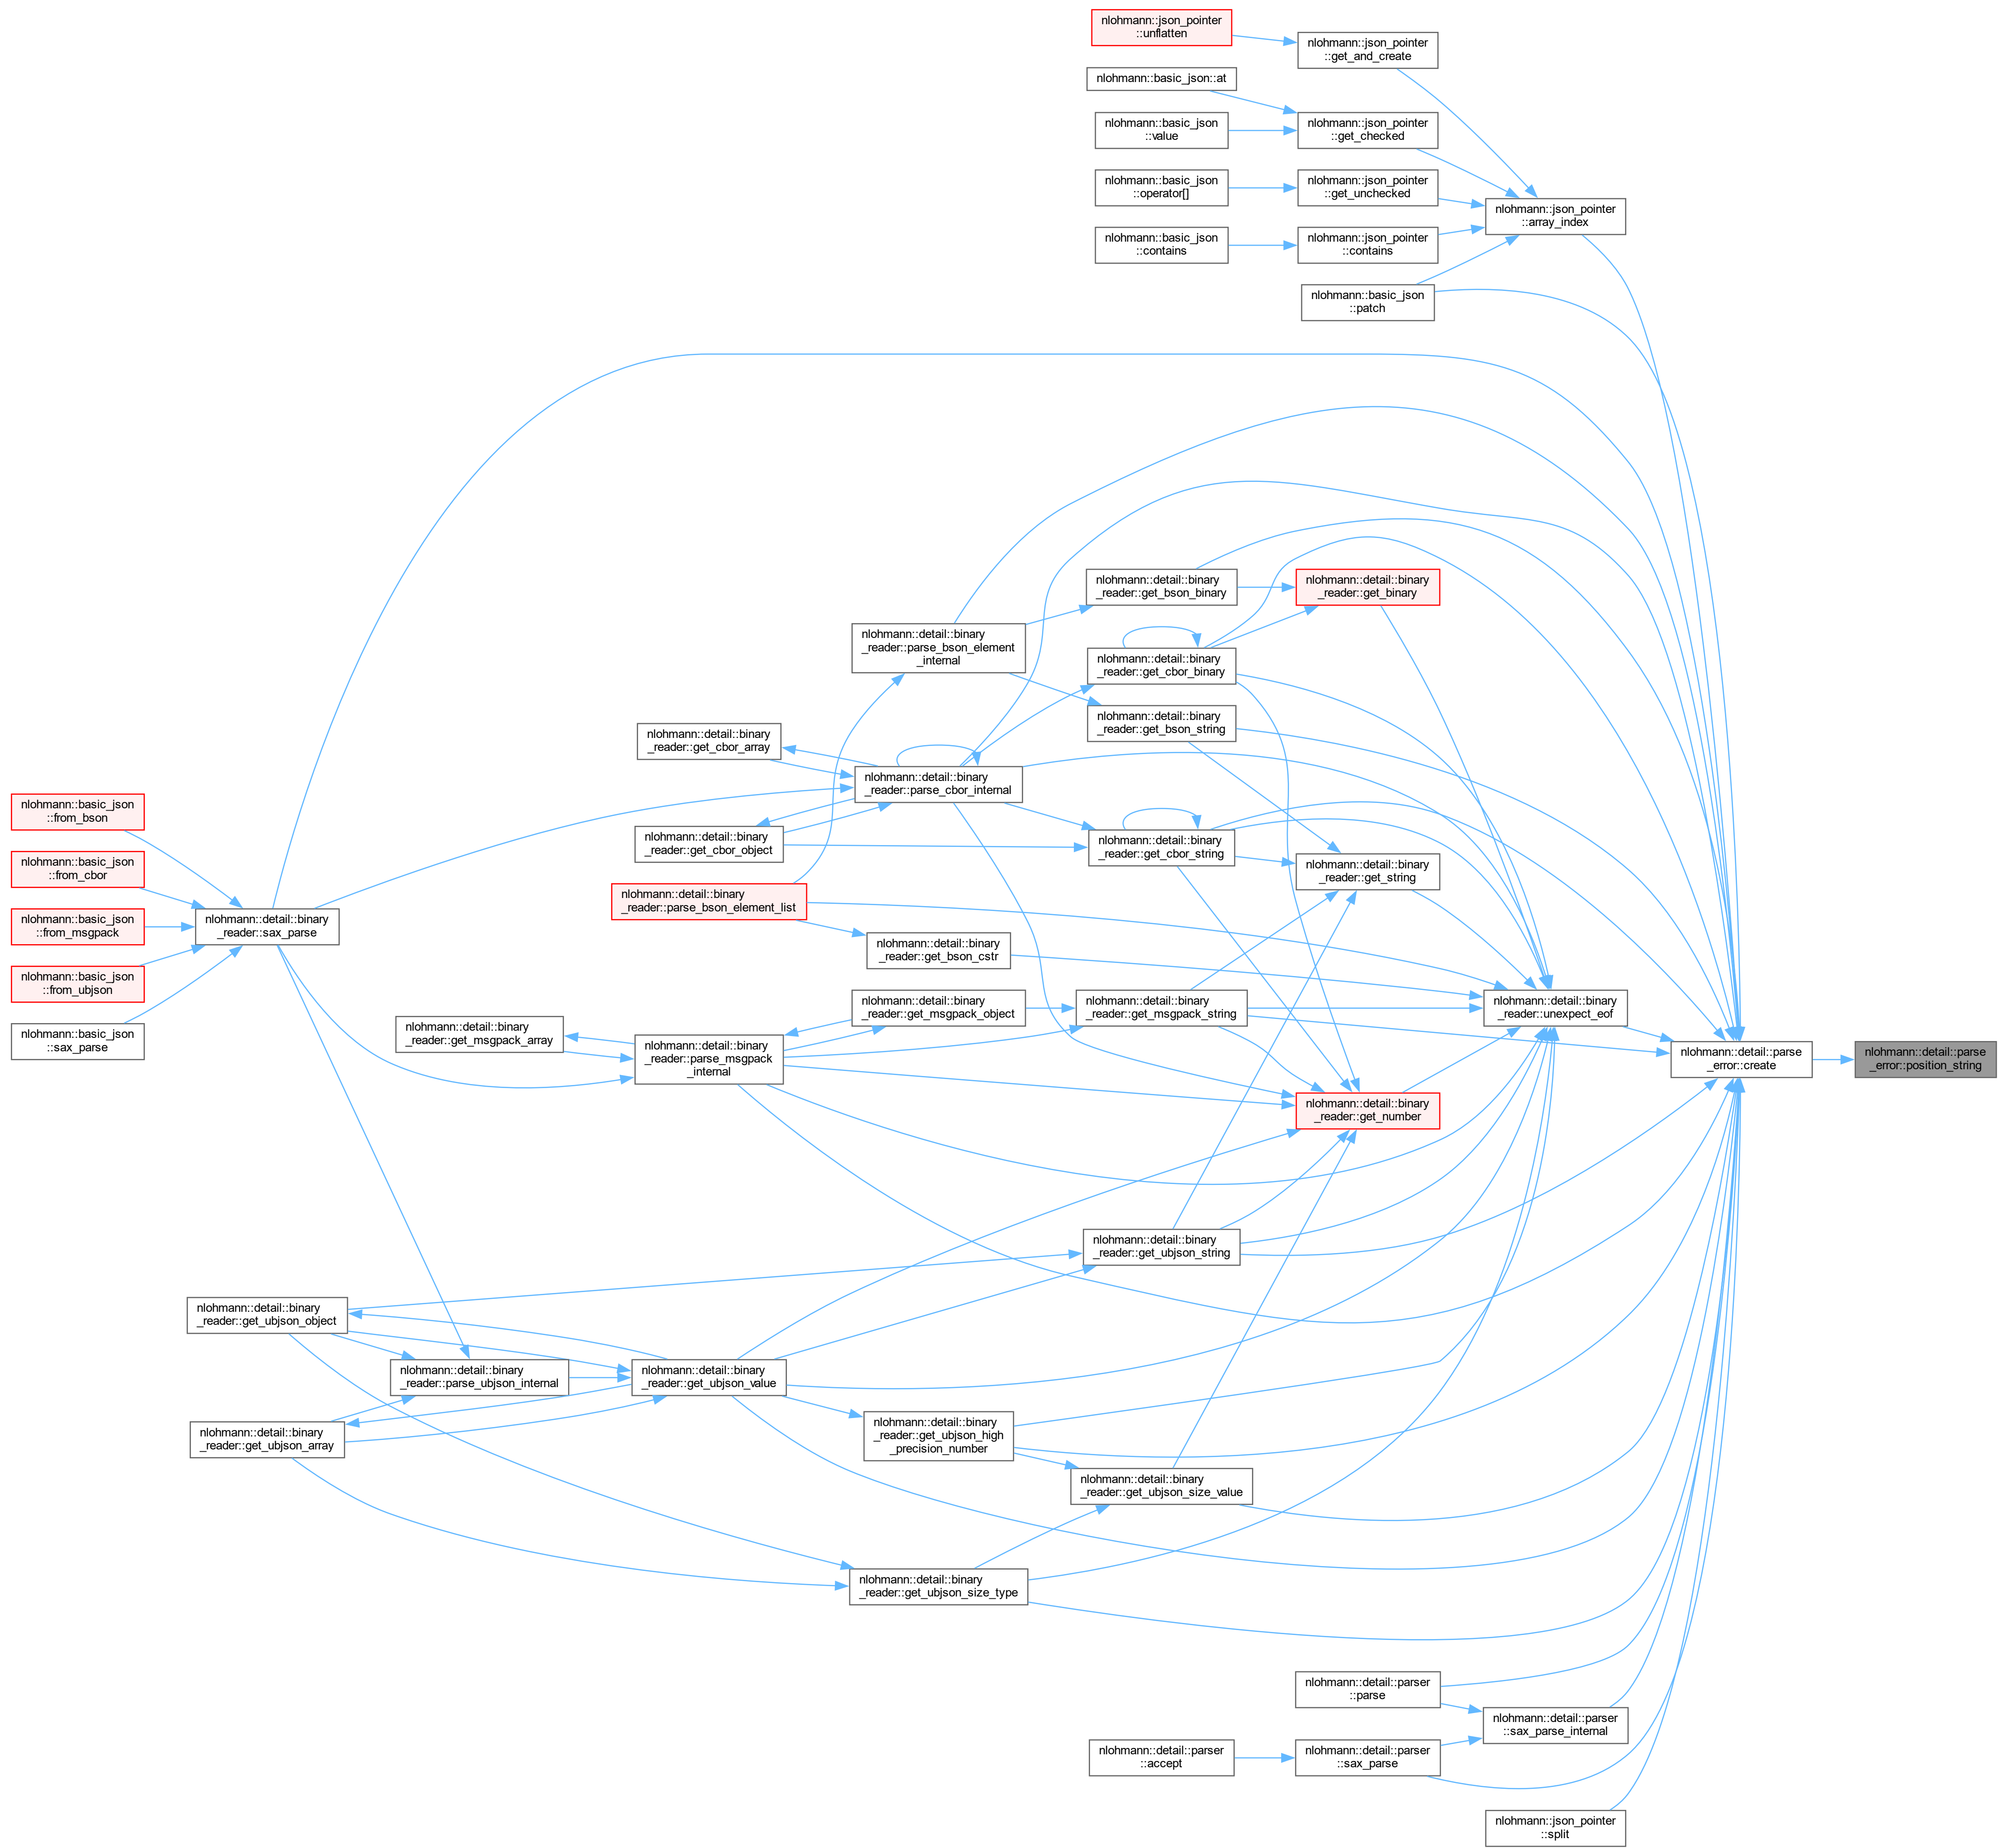 nlohmann::json_pointer
::unflatten
nlohmann::json_pointer
::get_and_create
nlohmann::basic_json::at
nlohmann::basic_json
::value
nlohmann::json_pointer
::get_checked
nlohmann::basic_json
::operator[]
nlohmann::json_pointer
::get_unchecked
nlohmann::json_pointer
::array_index
nlohmann::basic_json
::contains
nlohmann::json_pointer
::contains
nlohmann::basic_json
::patch
nlohmann::detail::binary
_reader::get_bson_binary
nlohmann::detail::binary
_reader::get_binary
nlohmann::detail::binary
_reader::parse_bson_element
_internal
nlohmann::detail::binary
_reader::get_cbor_binary
nlohmann::detail::binary
_reader::get_bson_string
nlohmann::detail::binary
_reader::get_cbor_array
nlohmann::detail::binary
_reader::parse_cbor_internal
nlohmann::basic_json
::from_bson
nlohmann::detail::binary
_reader::get_cbor_object
nlohmann::detail::binary
_reader::get_cbor_string
nlohmann::detail::binary
_reader::get_string
nlohmann::basic_json
::from_cbor
nlohmann::detail::binary
_reader::parse_bson_element_list
nlohmann::basic_json
::from_msgpack
nlohmann::detail::binary
_reader::sax_parse
nlohmann::detail::binary
_reader::get_bson_cstr
nlohmann::basic_json
::from_ubjson
nlohmann::detail::binary
_reader::get_msgpack_object
nlohmann::detail::binary
_reader::get_msgpack_string
nlohmann::detail::binary
_reader::unexpect_eof
nlohmann::basic_json
::sax_parse
nlohmann::detail::binary
_reader::get_msgpack_array
nlohmann::detail::binary
_reader::parse_msgpack
_internal
nlohmann::detail::parse
_error::create
nlohmann::detail::parse
_error::position_string
nlohmann::detail::binary
_reader::get_number
nlohmann::detail::binary
_reader::get_ubjson_string
nlohmann::detail::binary
_reader::get_ubjson_object
nlohmann::detail::binary
_reader::parse_ubjson_internal
nlohmann::detail::binary
_reader::get_ubjson_value
nlohmann::detail::binary
_reader::get_ubjson_array
nlohmann::detail::binary
_reader::get_ubjson_high
_precision_number
nlohmann::detail::binary
_reader::get_ubjson_size_value
nlohmann::detail::binary
_reader::get_ubjson_size_type
nlohmann::detail::parser
::parse
nlohmann::detail::parser
::sax_parse_internal
nlohmann::detail::parser
::accept
nlohmann::detail::parser
::sax_parse
nlohmann::json_pointer
::split